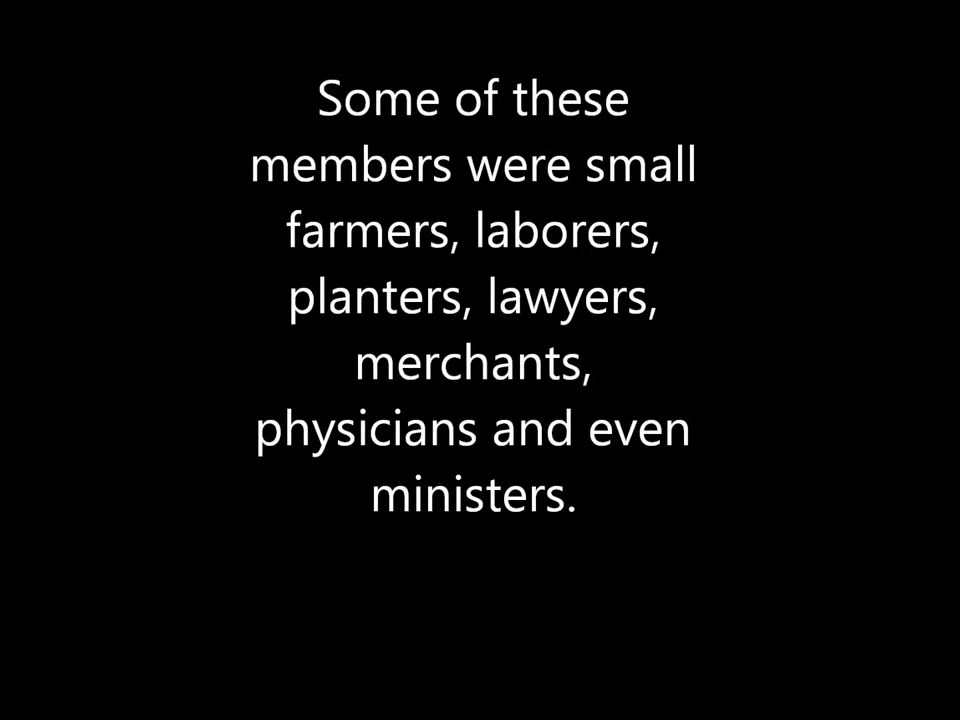 Some of these
members were small
farmers, laborers,
planters, lawyers,
merchants,
physicians and even
ministers.